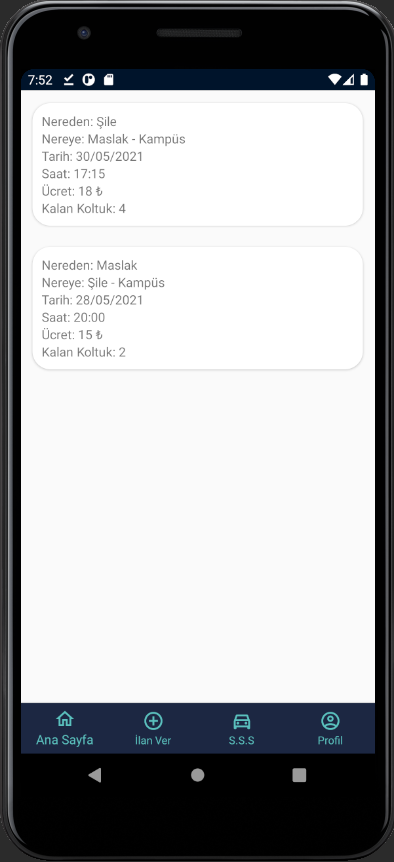 7:52
Nereden: Şile
Nereye: Maslak - Kampüs
Tarih: 30/05/2021
Saat: 17:15
Ücret: 18 ₺
Kalan Koltuk: 4
Nereden: Maslak
Nereye: Şile - Kampüs
Tarih: 28/05/2021
Saat: 20:00
Ücret: 15 ₺
Kalan Koltuk: 2
Ana Sayfa
İlan Ver
S.S.S
Profil